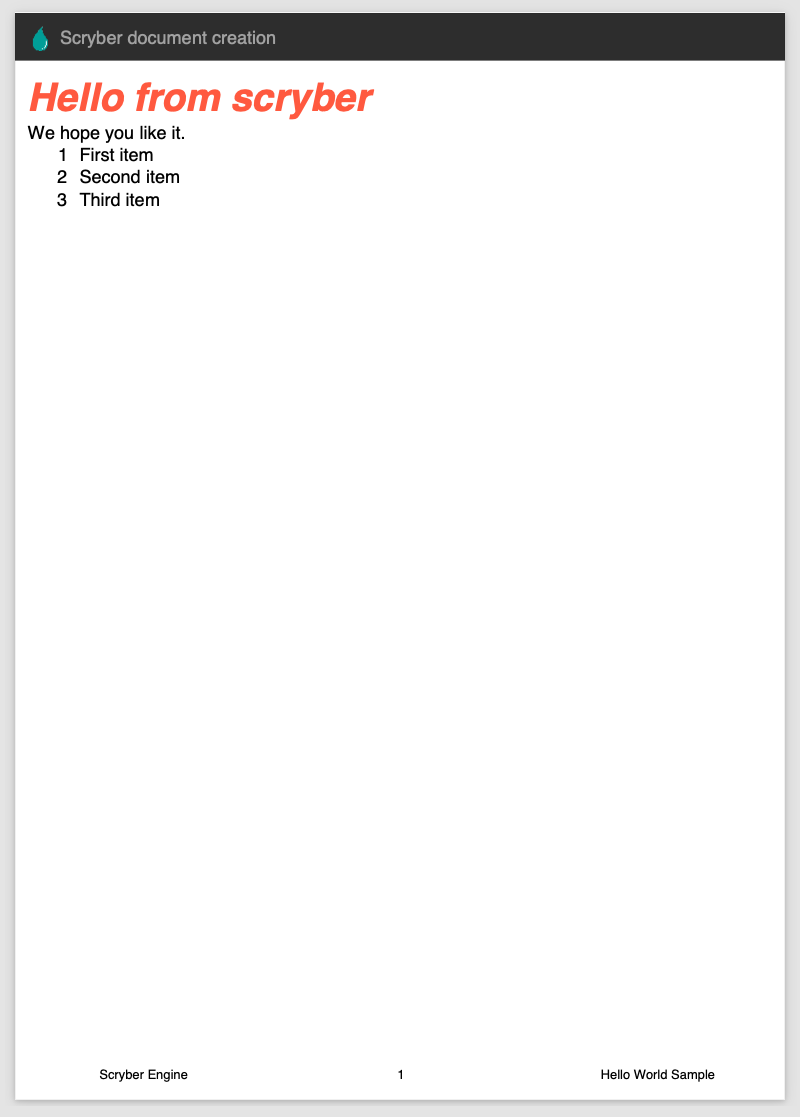 Scryber document creation
Hello from scryber
We hope you like it.
1 First item
2 Second item
3 Third item
Scryber Engine 1 Hello World Sample